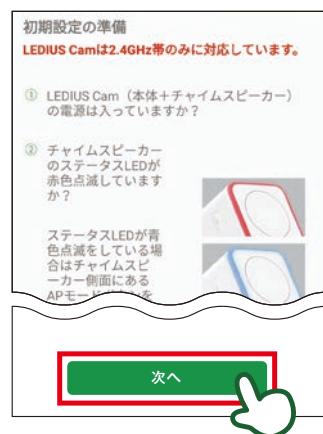 初期設定の準備
LEDIUS Camは2.4GHz帯のみに対応しています。
① LEDIUS Cam（本体＋チャイムスピーカー）
の電源は入っていますか？
② チャイムスピーカー
のステータスLEDが
赤色点滅しています
か？
ステータスLEDが青
色点滅をしている場
合はチャイムスピ
ーカー側面にある
APモード
を
次へ